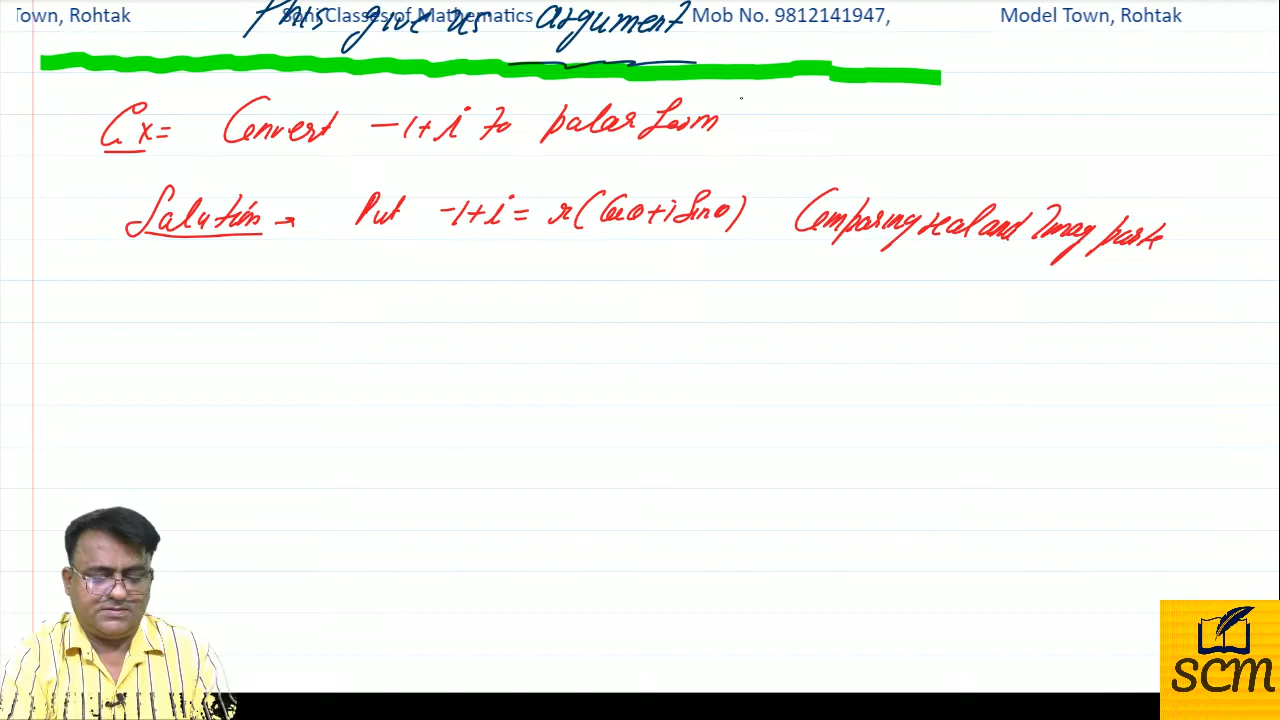 Town, Rohtak Soni Classes of Mathematics Mob No. 9812141947, Model Town, Rohtak
This give us argument
Ex= Convert -1+i to polar form
Solution → Put -1+i = r(Cosθ+i Sinθ) Comparing real and Imag parts
SCM